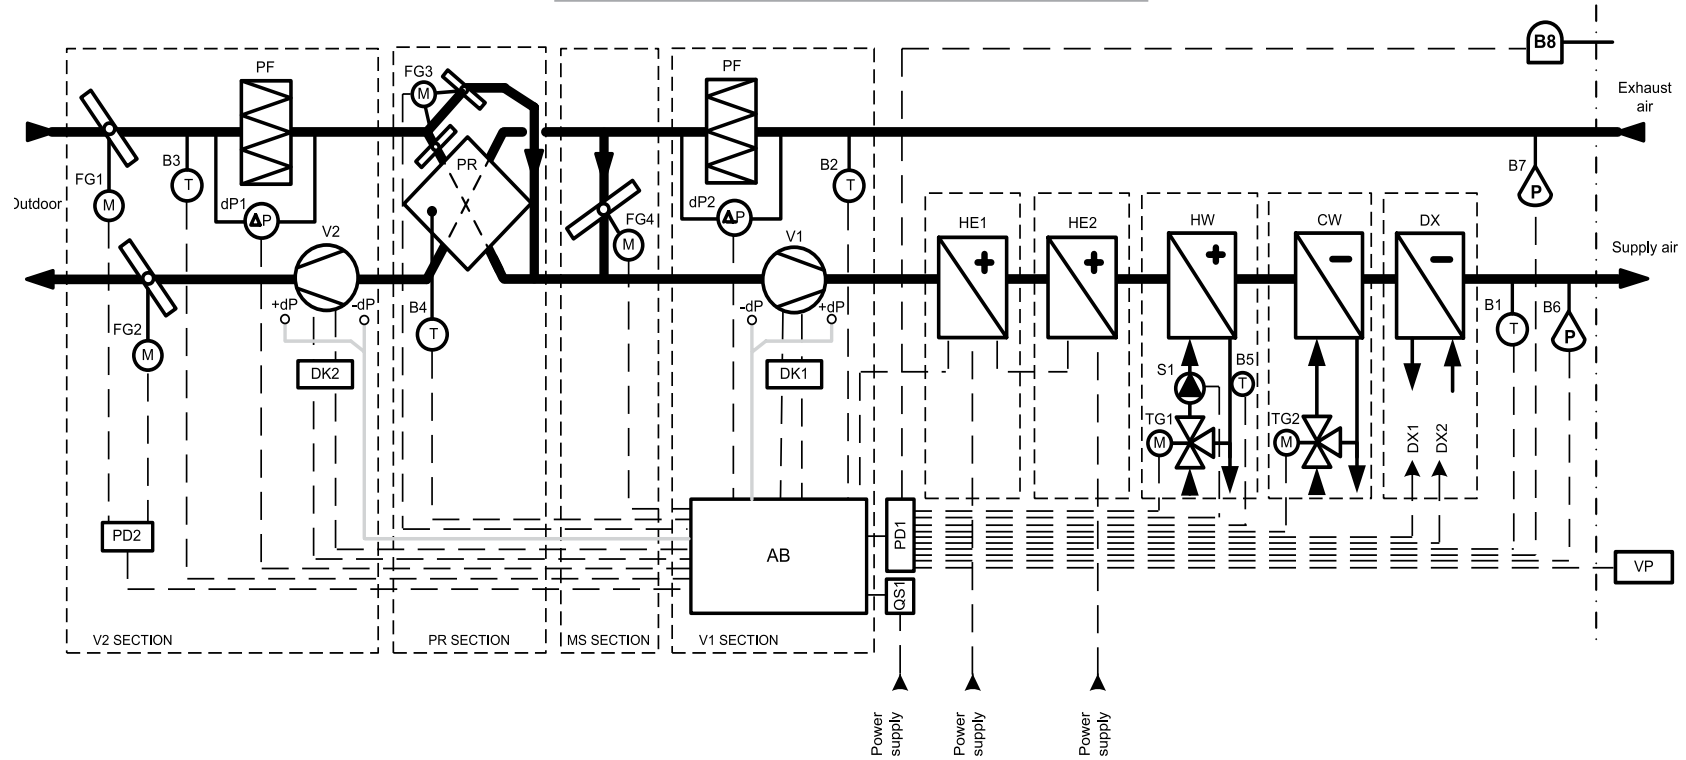 B8
Exhaust
air
PF
FG3
M
PF
B3
T
PR
B2
T
B7
P
FG1
M
Outdoor
dP1
ΔP
dP2
ΔP
FG4
M
HE1
HE2
HW
CW
DX
V2
V1
+
+
+
−
−
Supply air
+dP
-dP
B4
T
-dP
+dP
B1
T
B6
P
FG2
M
DK2
DK1
S1
B5
T
TG1
M
TG2
M
DX1
DX2
PD2
AB
PD1
QS1
VP
V2 SECTION
PR SECTION
MS SECTION
V1 SECTION
Power
supply
Power
supply
Power
supply